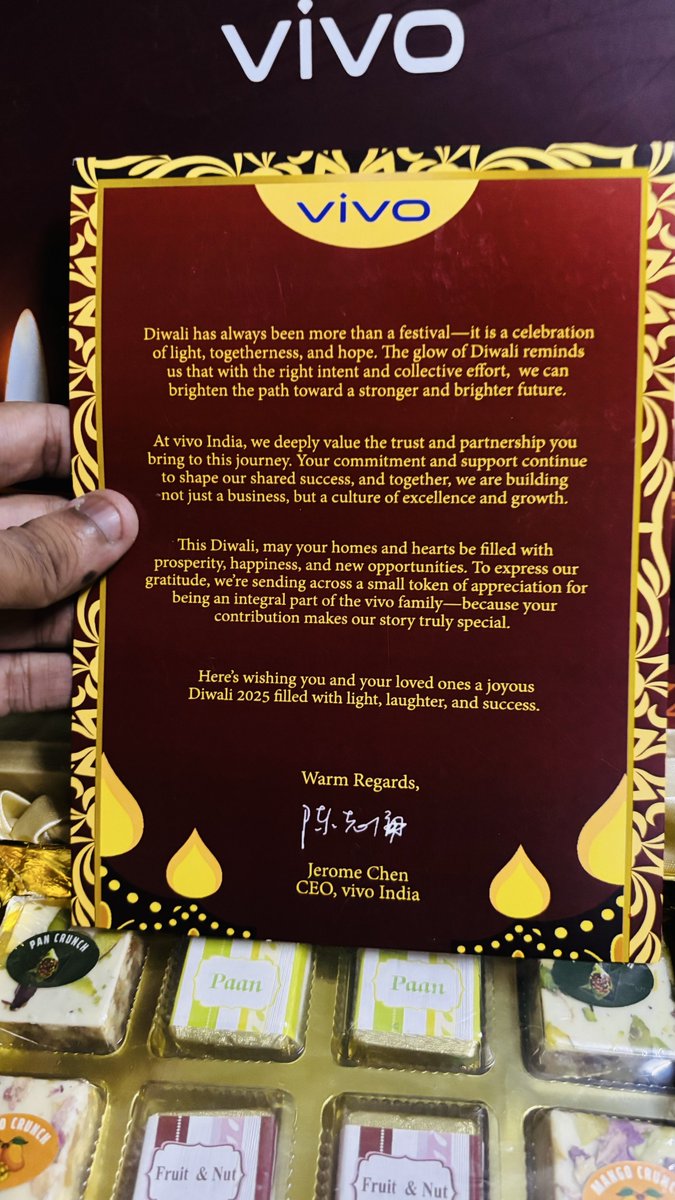 vivo
vivo
Diwali has always been more than a festival—it is a celebration
of light, togetherness, and hope. The glow of Diwali reminds
us that with the right intent and collective effort, we can
brighten the path toward a stronger and brighter future.
At vivo India, we deeply value the trust and partnership you
bring to this journey. Your commitment and support continue
to shape our shared success, and together, we are building
not just a business, but a culture of excellence and growth.
This Diwali, may your homes and hearts be filled with
prosperity, happiness, and new opportunities. To express our
gratitude, we're sending across a small token of appreciation for
being an integral part of the vivo family—because your
contribution makes our story truly special.
Here's wishing you and your loved ones a joyous
Diwali 2025 filled with light, laughter, and success.
Warm Regards,
Jerome Chen
CEO, vivo India
PAN CRUNCH
Paan
Paan
CRUNCH
Fruit & Nut
Fruit & Nut
MANGO CRUNCH